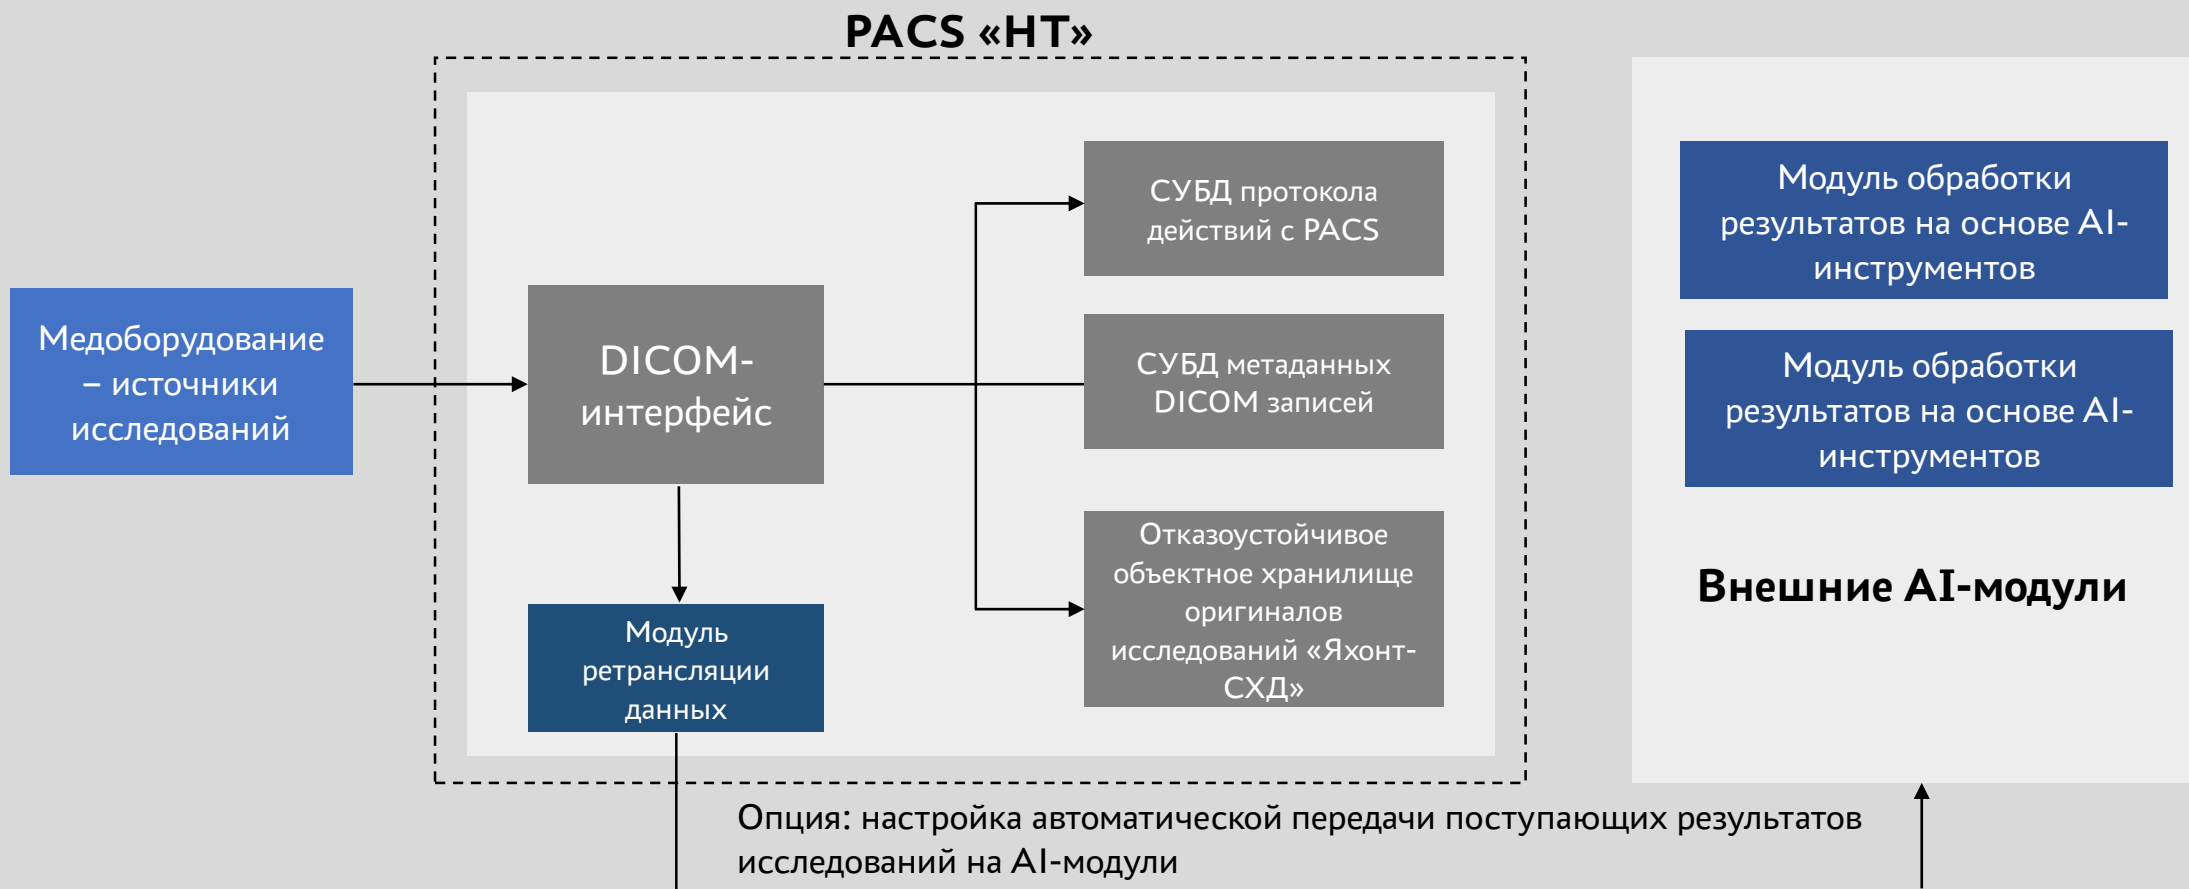 PACS «НТ»
Медоборудование
– источники
исследований
DICOM-
интерфейс
Модуль
ретрансляции
данных
СУБД протокола
действий с PACS
СУБД метаданных
DICOM записей
Отказоустойчивое
объектное хранилище
оригиналов
исследований «Яхонт-
СХД»
Модуль обработки
результатов на основе AI-
инструментов
Модуль обработки
результатов на основе AI-
инструментов
Внешние AI-модули
Опция: настройка автоматической передачи поступающих результатов
исследований на AI-модули